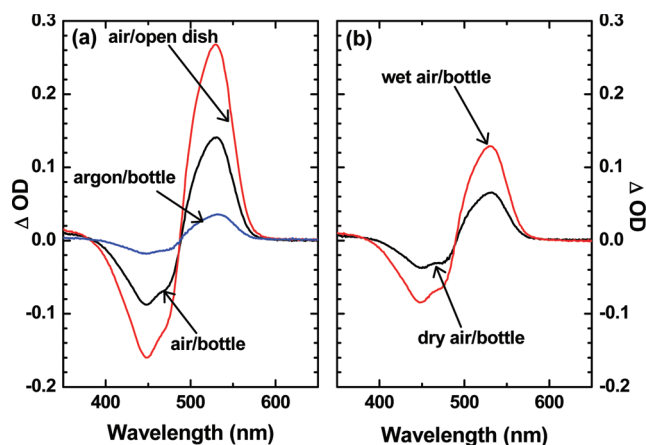 (a)
air/open dish
argon/bottle
air/bottle
Δ OD
0.3
0.2
0.1
0.0
-0.1
-0.2
400
500
600
Wavelength (nm)
(b)
wet air/bottle
dry air/bottle
0.3
0.2
0.1
0.0
-0.1
-0.2
Δ OD
400
500
600
Wavelength (nm)